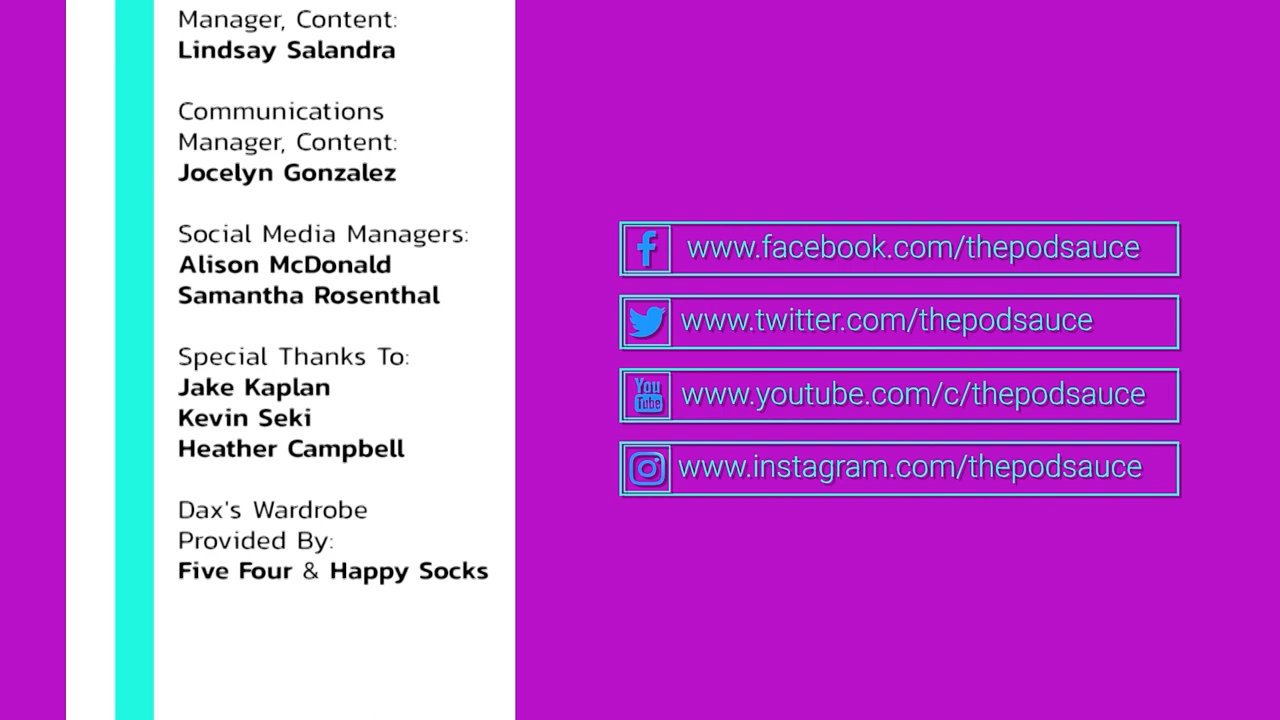 Manager, Content:
Lindsay Salandra
Communications
Manager, Content:
Jocelyn Gonzalez
Social Media Managers:
Alison McDonald
Samantha Rosenthal
Special Thanks To:
Jake Kaplan
Kevin Seki
Heather Campbell
Dax's Wardrobe
Provided By:
Five Four & Happy Socks
www.facebook.com/thepodsauce
www.twitter.com/thepodsauce
You
Tube
www.youtube.com/c/thepodsauce
www.instagram.com/thepodsauce